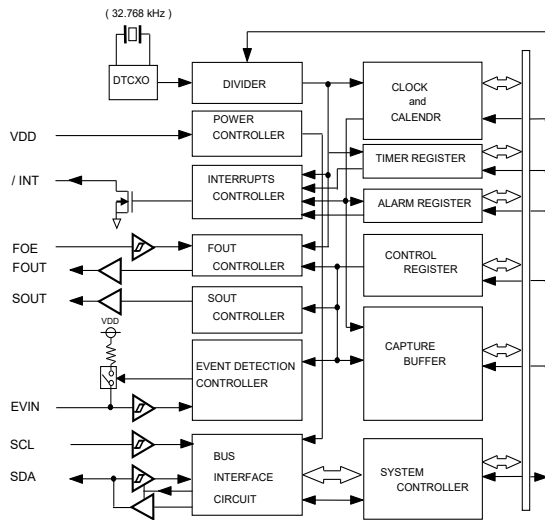 ( 32.768 kHz )
DTCXO
DIVIDER
CLOCK
and
CALENDR
POWER
CONTROLLER
VDD
TIMER REGISTER
/ INT
INTERRUPTS
CONTROLLER
ALARM REGISTER
FOE
FOUT
FOUT
CONTROLLER
CONTROL
REGISTER
SOUT
SOUT
CONTROLLER
VDD
EVENT DETECTION
CONTROLLER
CAPTURE
BUFFER
EVIN
SCL
SDA
BUS
INTERFACE
CIRCUIT
SYSTEM
CONTROLLER